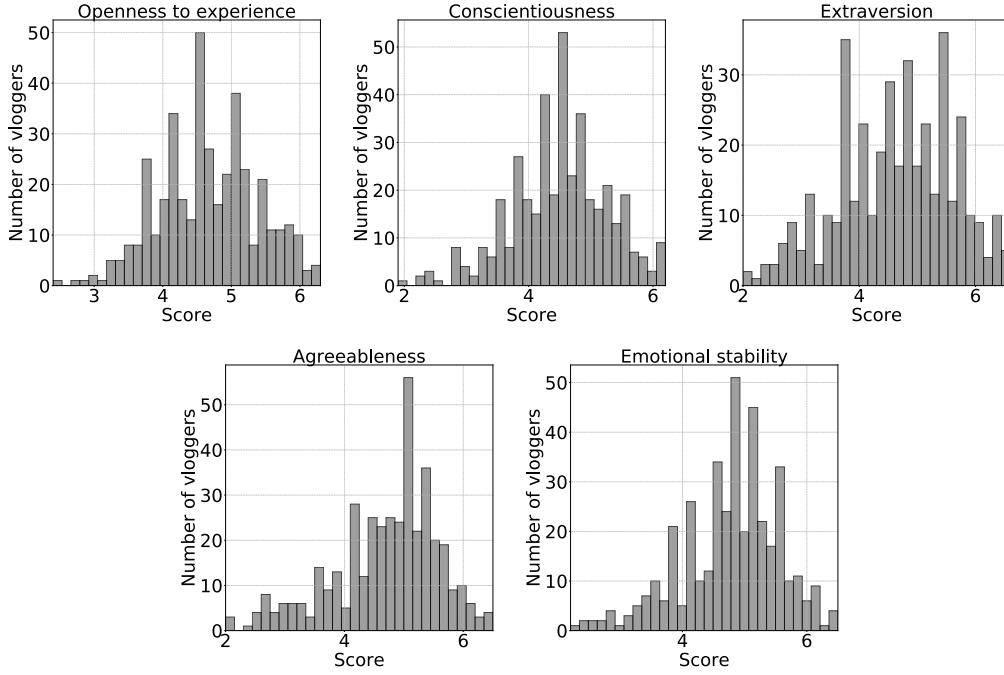 Openness to experience
Number of vloggers
50
40
30
20
10
0
3
4
5
6
Score
Conscientiousness
Number of vloggers
50
40
30
20
10
0
2
4
6
Score
Extraversion
Number of vloggers
30
20
10
0
2
4
6
Score
Agreeableness
Number of vloggers
50
40
30
20
10
0
2
4
6
Score
Emotional stability
Number of vloggers
50
40
30
20
10
0
4
6
Score